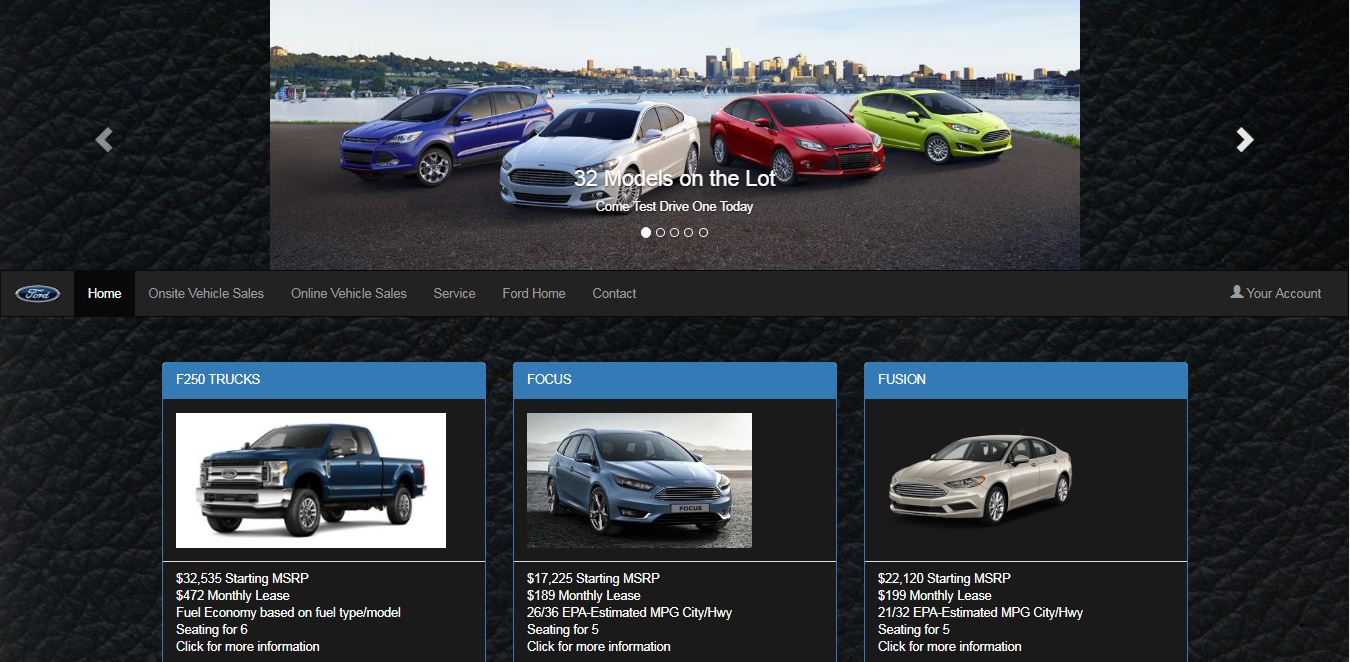 32 Models on the Lot
Come Test Drive One Today
Ford
Home
Onsite Vehicle Sales
Online Vehicle Sales
Service
Ford Home
Contact
Your Account
F250 TRUCKS
$32,535 Starting MSRP
$472 Monthly Lease
Fuel Economy based on fuel type/model
Seating for 6
Click for more information
FOCUS
FOCUS
$17,225 Starting MSRP
$189 Monthly Lease
26/36 EPA-Estimated MPG City/Hwy
Seating for 5
Click for more information
FUSION
$22,120 Starting MSRP
$199 Monthly Lease
21/32 EPA-Estimated MPG City/Hwy
Seating for 5
Click for more information